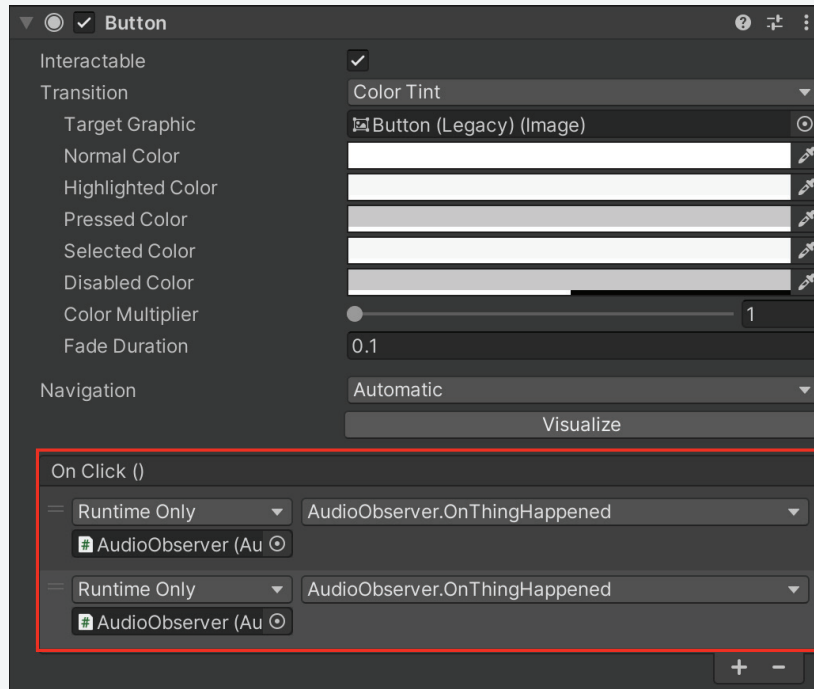 Button
Interactable
Transition Color Tint
Target Graphic Button (Legacy) (Image)
Normal Color
Highlighted Color
Pressed Color
Selected Color
Disabled Color
Color Multiplier 1
Fade Duration 0.1
Navigation Automatic
Visualize
On Click ()
Runtime Only AudioObserver.OnThingHappened
# AudioObserver (Au
Runtime Only AudioObserver.OnThingHappened
# AudioObserver (Au
+ −